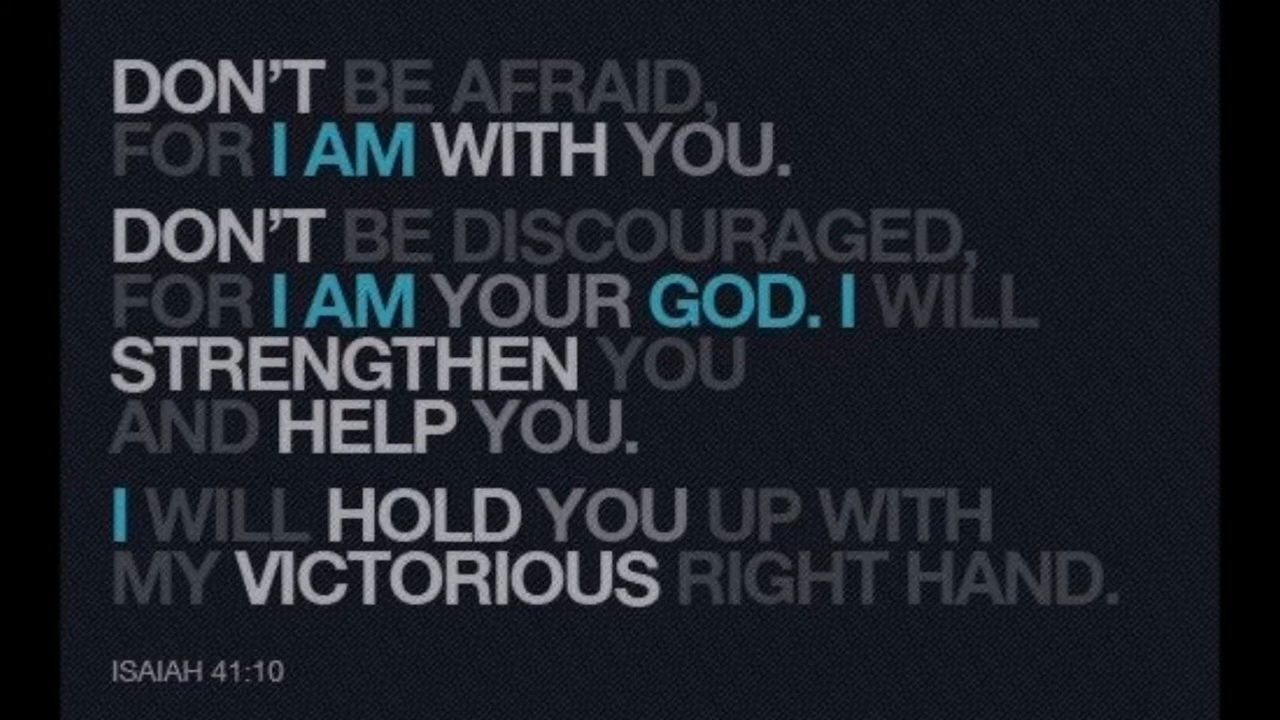 DON'T BE AFRAID,
FOR I AM WITH YOU.
DON'T BE DISCOURAGED,
FOR I AM YOUR GOD. I WILL
STRENGTHEN YOU
AND HELP YOU.
I WILL HOLD YOU UP WITH
MY VICTORIOUS RIGHT HAND.
ISAIAH 41:10